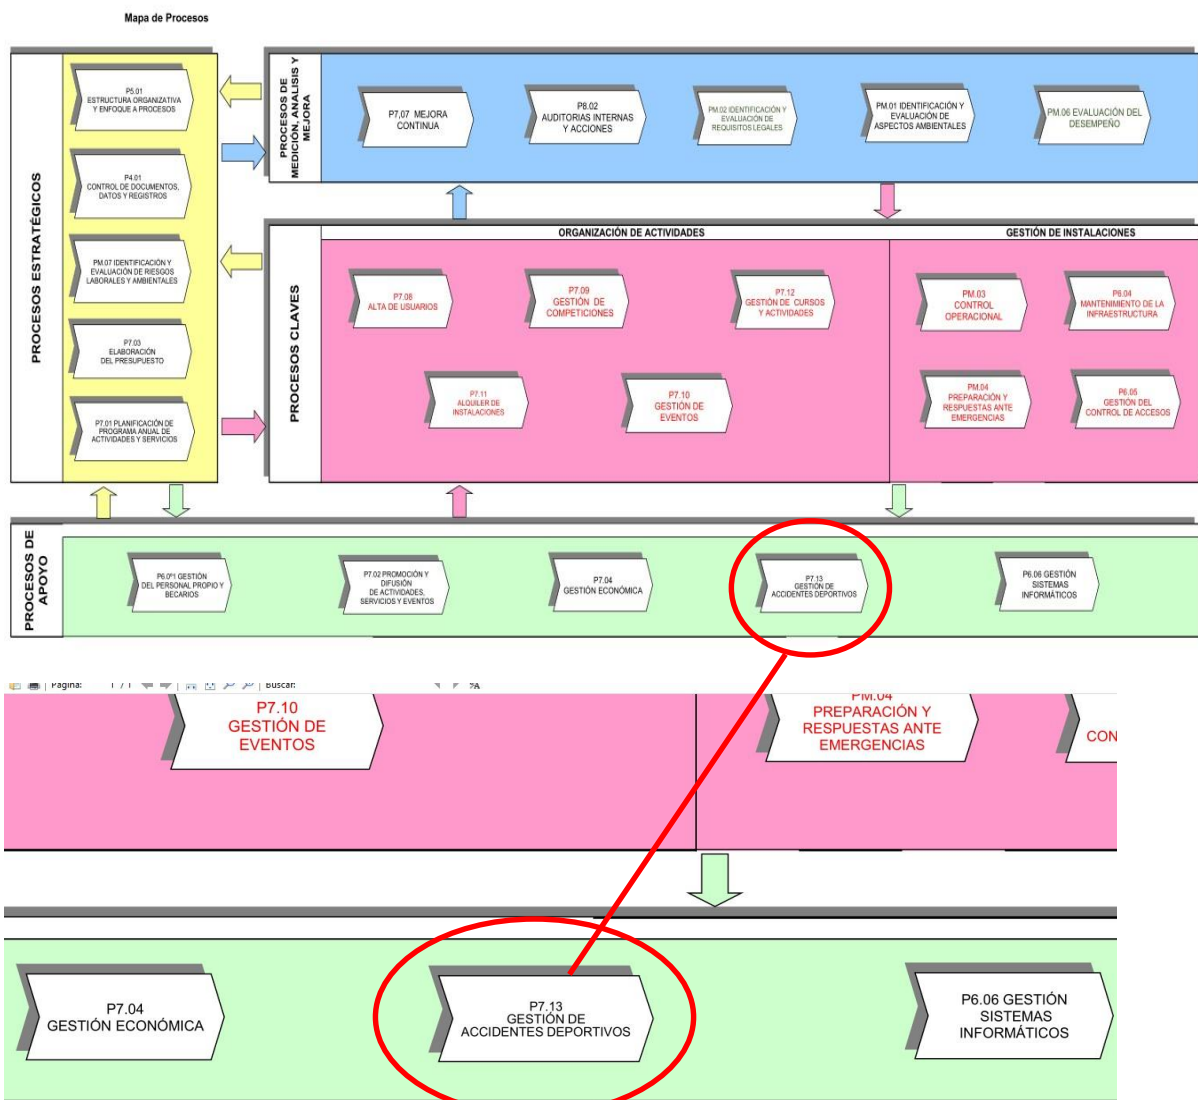 Mapa de Procesos
PROCESOS ESTRATÉGICOS
P5.01
ESTRUCTURA ORGANIZATIVA
Y ENFOQUE A PROCESOS
P4.01
CONTROL DE DOCUMENTOS,
DATOS Y REGISTROS
PM.07 IDENTIFICACIÓN Y
EVALUACIÓN DE RIESGOS
LABORALES Y AMBIENTALES
P7.03
ELABORACIÓN
DEL PRESUPUESTO
P7.01 PLANIFICACIÓN DE
PROGRAMA ANUAL DE
ACTIVIDADES Y SERVICIOS
PROCESOS DE
MEDICIÓN, ANALISIS Y
MEJORA
P7,07 MEJORA
CONTINUA
P8.02
AUDITORIAS INTERNAS
Y ACCIONES
PM.02 IDENTIFICACIÓN Y
EVALUACIÓN DE
REQUISITOS LEGALES
PM.01 IDENTIFICACIÓN Y
EVALUACIÓN DE
ASPECTOS AMBIENTALES
PM.06 EVALUACIÓN DEL
DESEMPEÑO
PROCESOS CLAVES
ORGANIZACIÓN DE ACTIVIDADES
GESTIÓN DE INSTALACIONES
P7.08
ALTA DE USUARIOS
P7.09
GESTIÓN DE
COMPETICIONES
P7.12
GESTIÓN DE CURSOS
Y ACTIVIDADES
PM.03
CONTROL
OPERACIONAL
P6.04
MANTENIMIENTO DE LA
INFRAESTRUCTURA
P7.11
ALQUILER DE
INSTALACIONES
P7.10
GESTIÓN DE
EVENTOS
PM.04
PREPARACIÓN Y
RESPUESTAS ANTE
EMERGENCIAS
P6.05
GESTIÓN DEL
CONTROL DE ACCESOS
PROCESOS DE
APOYO
P6.0º1 GESTIÓN
DEL PERSONAL PROPIO Y
BECARIOS
P7.02 PROMOCIÓN Y
DIFUSIÓN
DE ACTIVIDADES,
SERVICIOS Y EVENTOS
P7.04
GESTIÓN ECONÓMICA
P7.13
GESTIÓN DE
ACCIDENTES DEPORTIVOS
P6.06 GESTIÓN
SISTEMAS
INFORMÁTICOS
Página: 1 / 1 Buscar:
P7.10
GESTIÓN DE
EVENTOS
PM.04
PREPARACIÓN Y
RESPUESTAS ANTE
EMERGENCIAS
CON
P7.04
GESTIÓN ECONÓMICA
P7.13
GESTIÓN DE
ACCIDENTES DEPORTIVOS
P6.06 GESTIÓN
SISTEMAS
INFORMÁTICOS